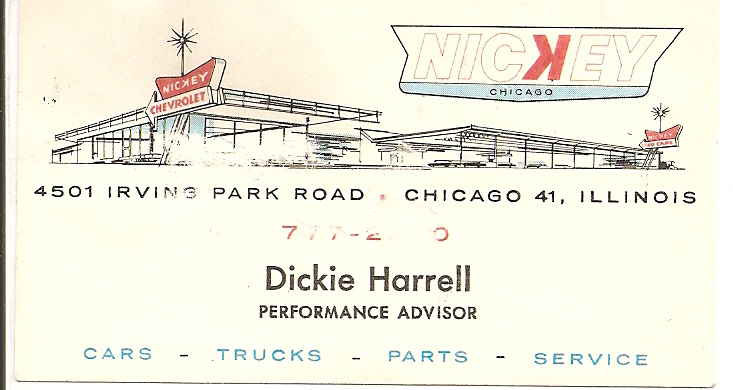 NICKEY
CHICAGO
NICKEY
CHEVROLET
NICKEY
4501 IRVING PARK ROAD . CHICAGO 41, ILLINOIS
Dickie Harrell
PERFORMANCE ADVISOR
CARS - TRUCKS - PARTS - SERVICE